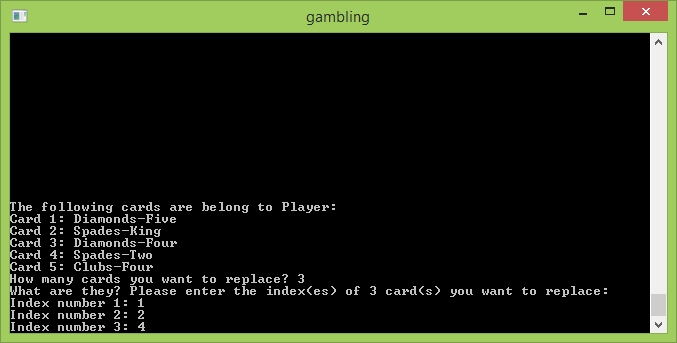 gambling
The following cards are belong to Player:
Card 1: Diamonds-Five
Card 2: Spades-King
Card 3: Diamonds-Four
Card 4: Spades-Two
Card 5: Clubs-Four
How many cards you want to replace? 3
What are they? Please enter the index(es) of 3 card(s) you want to replace:
Index number 1: 1
Index number 2: 2
Index number 3: 4